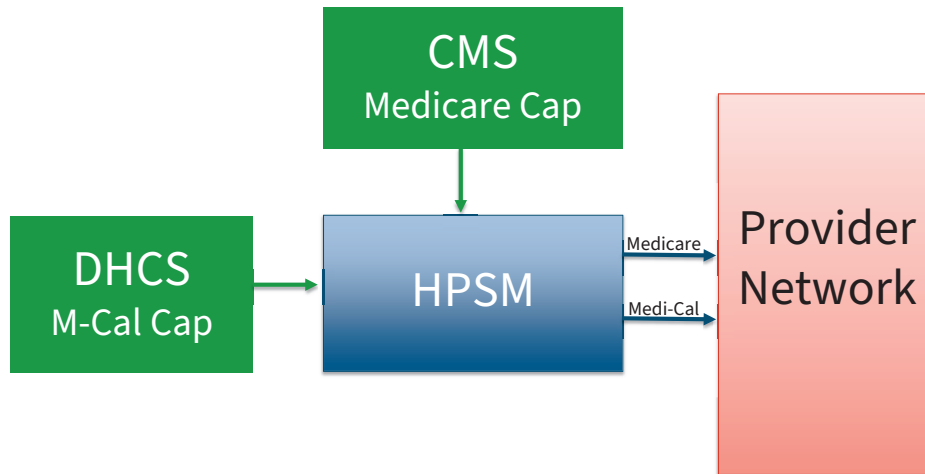 CMS
Medicare Cap
DHCS
M-Cal Cap
HPSM
Medicare
Medi-Cal
Provider
Network